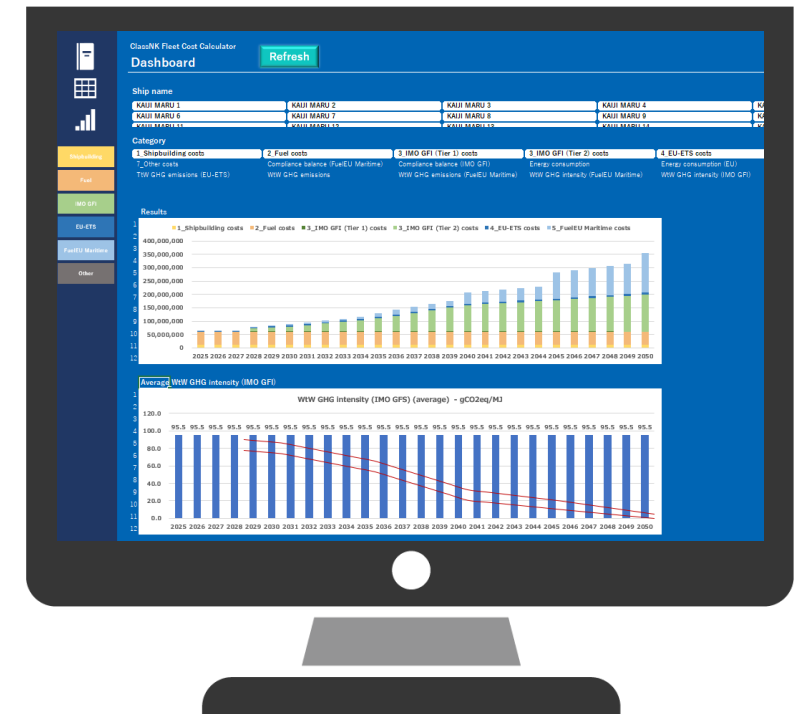 ClassNK Fleet Cost Calculator
Dashboard
Refresh
Ship name
KAIJI MARU 1 KAIJI MARU 2 KAIJI MARU 3 KAIJI MARU 4
KAIJI MARU 6 KAIJI MARU 7 KAIJI MARU 8 KAIJI MARU 9
Category
1_Shipbuilding costs 2_Fuel costs 3_IMO GFI (Tier 1) costs 3_IMO GFI (Tier 2) costs 4_EU-ETS costs
7_Other costs Compliance balance (FuelEU Maritime) Compliance balance (IMO GFI) Energy consumption Energy consumption (EU)
TtW GHG emissions (EU-ETS) WtW GHG emissions WtW GHG emissions (FuelEU Maritime) WtW GHG intensity (FuelEU Maritime) WtW GHG intensity (IMO GFI)
Shipbuilding
Fuel
IMO GFI
EU-ETS
FuelEU Maritime
Other
Results
1_Shipbuilding costs 2_Fuel costs 3_IMO GFI (Tier 1) costs 3_IMO GFI (Tier 2) costs 4_EU-ETS costs 5_FuelEU Maritime costs
400,000,000
350,000,000
300,000,000
250,000,000
200,000,000
150,000,000
100,000,000
50,000,000
0
2025 2026 2027 2028 2029 2030 2031 2032 2033 2034 2035 2036 2037 2038 2039 2040 2041 2042 2043 2044 2045 2046 2047 2048 2049 2050
Average WtW GHG intensity (IMO GFI)
WtW GHG intensity (IMO GFS) (average) - gCO2eq/MJ
120.0
100.0
80.0
60.0
40.0
20.0
0.0
95.5 95.5 95.5 95.5 95.5 95.5 95.5 95.5 95.5 95.5 95.5 95.5 95.5 95.5 95.5 95.5 95.5 95.5 95.5 95.5 95.5 95.5 95.5 95.5 95.5 95.5
2025 2026 2027 2028 2029 2030 2031 2032 2033 2034 2035 2036 2037 2038 2039 2040 2041 2042 2043 2044 2045 2046 2047 2048 2049 2050